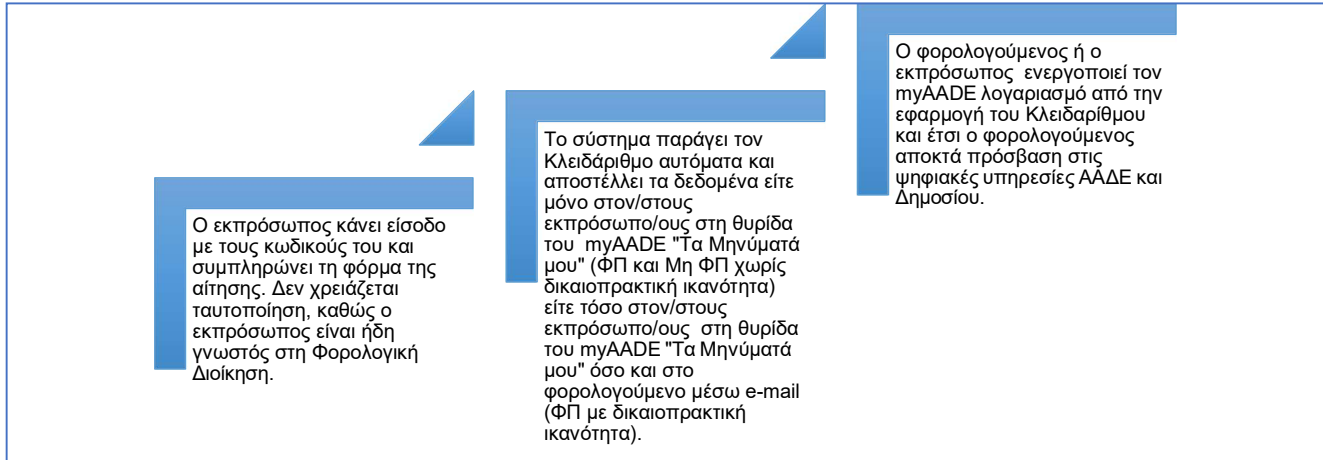 Ο εκπρόσωπος κάνει είσοδο
με τους κωδικούς του και
συμπληρώνει τη φόρμα της
αίτησης. Δεν χρειάζεται
ταυτοποίηση, καθώς ο
εκπρόσωπος είναι ήδη
γνωστός στη Φορολογική
Διοίκηση.
Το σύστημα παράγει τον
Κλειδάριθμο αυτόματα και
αποστέλλει τα δεδομένα είτε
μόνο στον/στους
εκπρόσωπο/ους στη θυρίδα
του myAADE "Τα Μηνύματά
μου" (ΦΠ και Μη ΦΠ χωρίς
δικαιοπρακτική ικανότητα)
είτε τόσο στον/στους
εκπρόσωπο/ους στη θυρίδα
του myAADE "Τα Μηνύματά
μου" όσο και στο
φορολογούμενο μέσω e-mail
(ΦΠ με δικαιοπρακτική
ικανότητα).
Ο φορολογούμενος ή ο
εκπρόσωπος ενεργοποιεί τον
myAADE λογαριασμό από την
εφαρμογή του Κλειδαρίθμου
και έτσι ο φορολογούμενος
αποκτά πρόσβαση στις
ψηφιακές υπηρεσίες ΑΑΔΕ και
Δημοσίου.